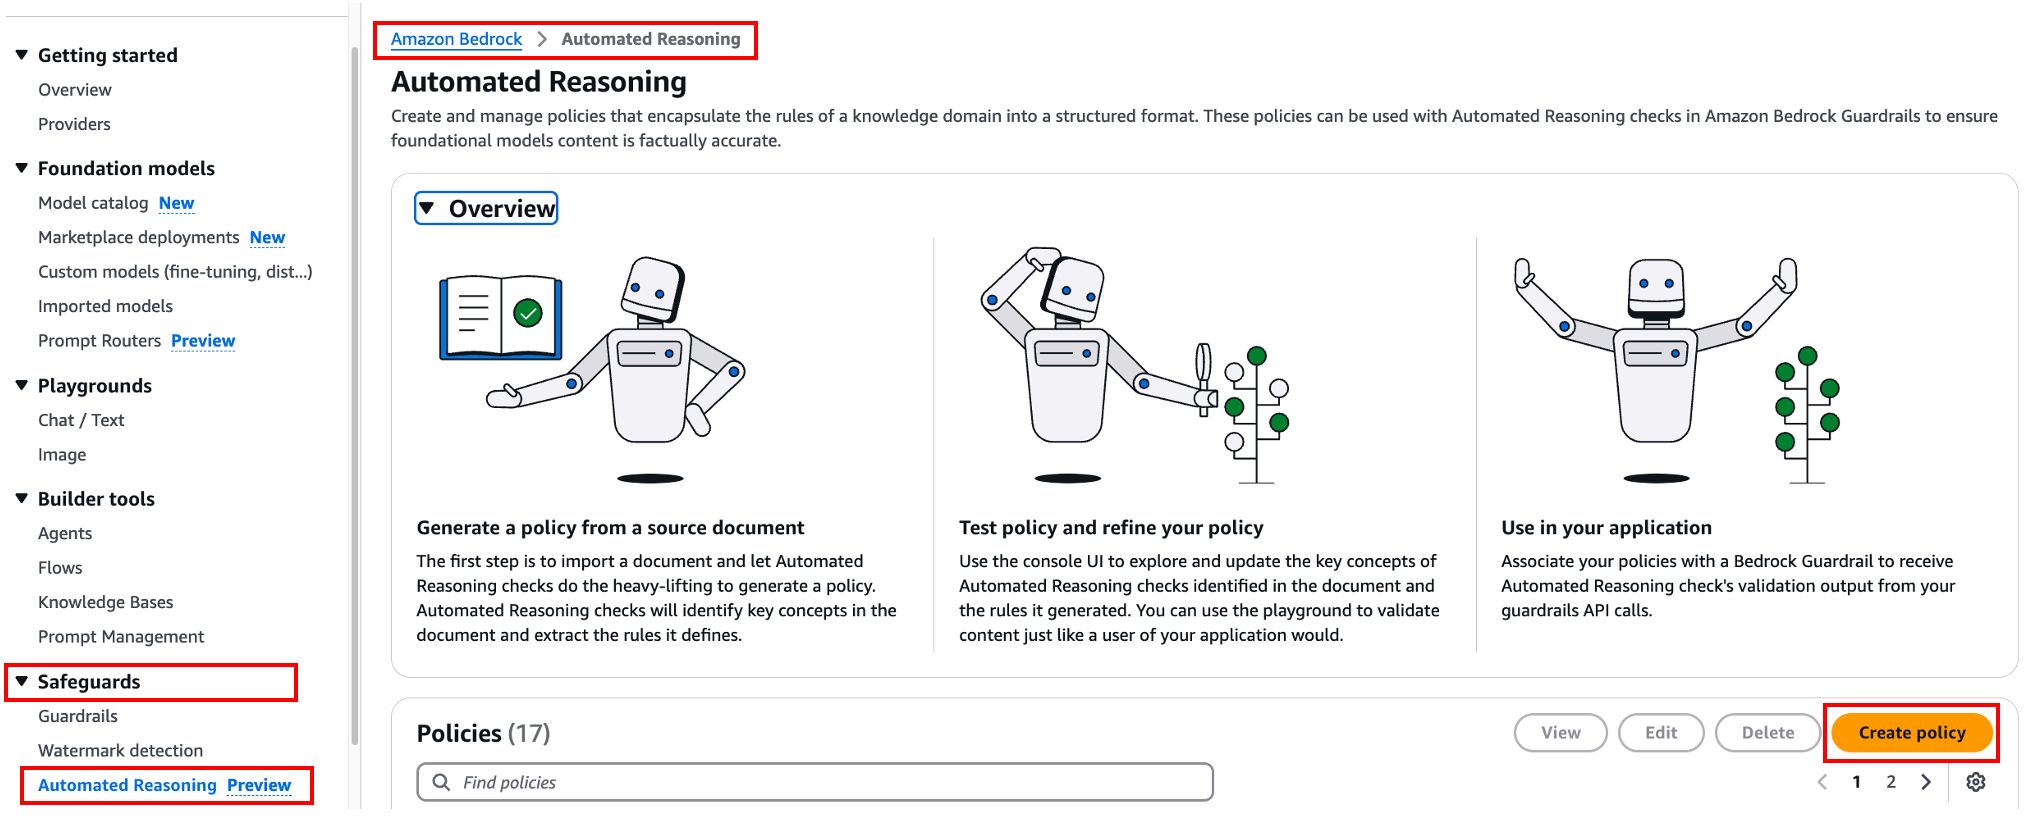 Getting started
Overview
Providers
Foundation models
Model catalog New
Marketplace deployments New
Custom models (fine-tuning, dist...)
Imported models
Prompt Routers Preview
Playgrounds
Chat / Text
Image
Builder tools
Agents
Flows
Knowledge Bases
Prompt Management
Safeguards
Guardrails
Watermark detection
Automated Reasoning Preview
Amazon Bedrock > Automated Reasoning
Automated Reasoning
Create and manage policies that encapsulate the rules of a knowledge domain into a structured format. These policies can be used with Automated Reasoning checks in Amazon Bedrock Guardrails to ensure
foundational models content is factually accurate.
Overview
Generate a policy from a source document
The first step is to import a document and let Automated
Reasoning checks do the heavy-lifting to generate a policy.
Automated Reasoning checks will identify key concepts in the
document and extract the rules it defines.
Test policy and refine your policy
Use the console UI to explore and update the key concepts of
Automated Reasoning checks identified in the document and
the rules it generated. You can use the playground to validate
content just like a user of your application would.
Use in your application
Associate your policies with a Bedrock Guardrail to receive
Automated Reasoning check's validation output from your
guardrails API calls.
Policies (17)
View Edit Delete Create policy
Find policies
< 1 2 >